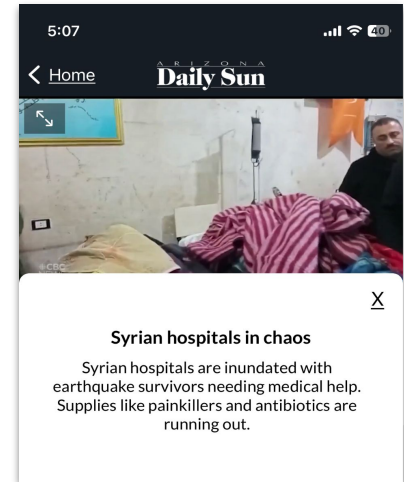 5:07
40
Home
ARIZONA
Daily Sun
© CBC
X
Syrian hospitals in chaos
Syrian hospitals are inundated with
earthquake survivors needing medical help.
Supplies like painkillers and antibiotics are
running out.